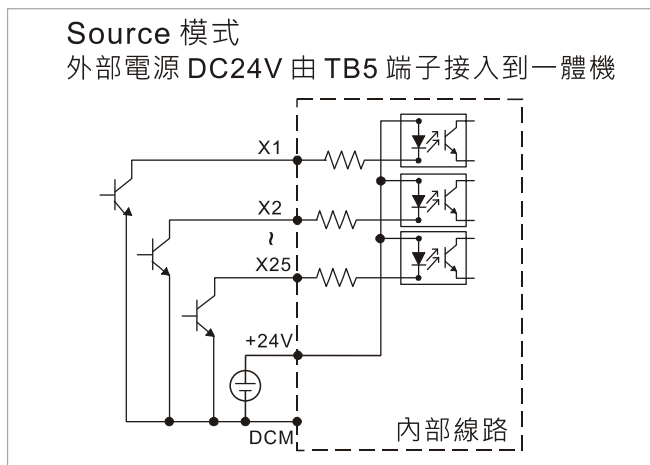 Source 模式
外部電源 DC24V 由 TB5 端子接入到一體機
X1
X2
~
X25
+24V
DCM
內部線路